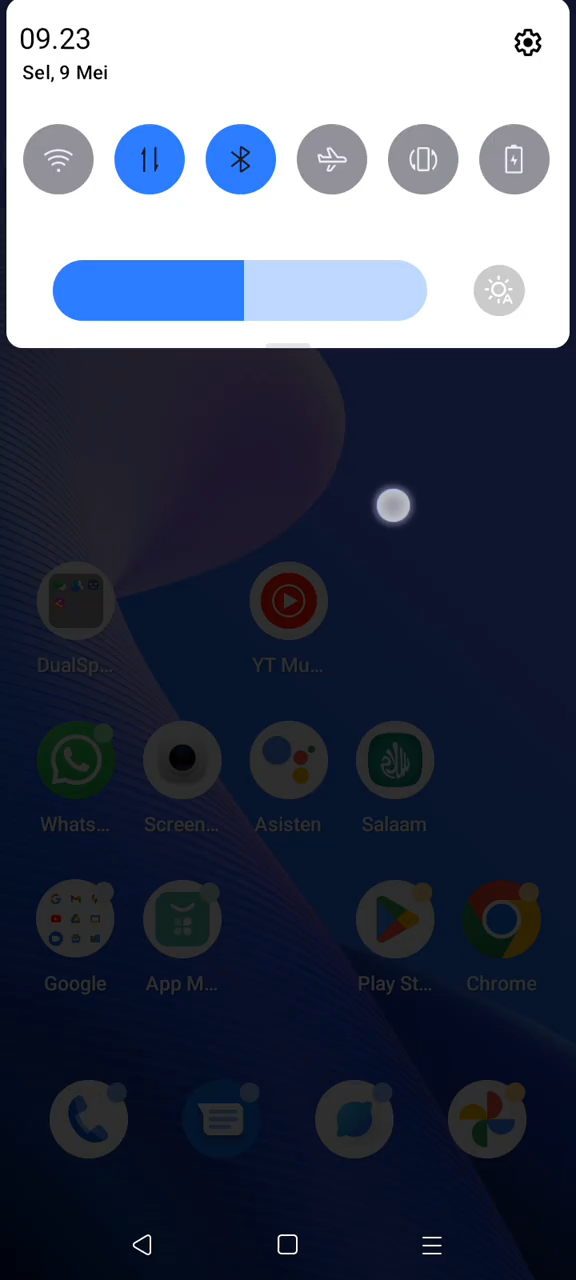 09.23
Sel, 9 Mei
DualSp...
YT Mu...
Whats...
Screen...
Asisten
Salaam
Google
App M...
Play St...
Chrome